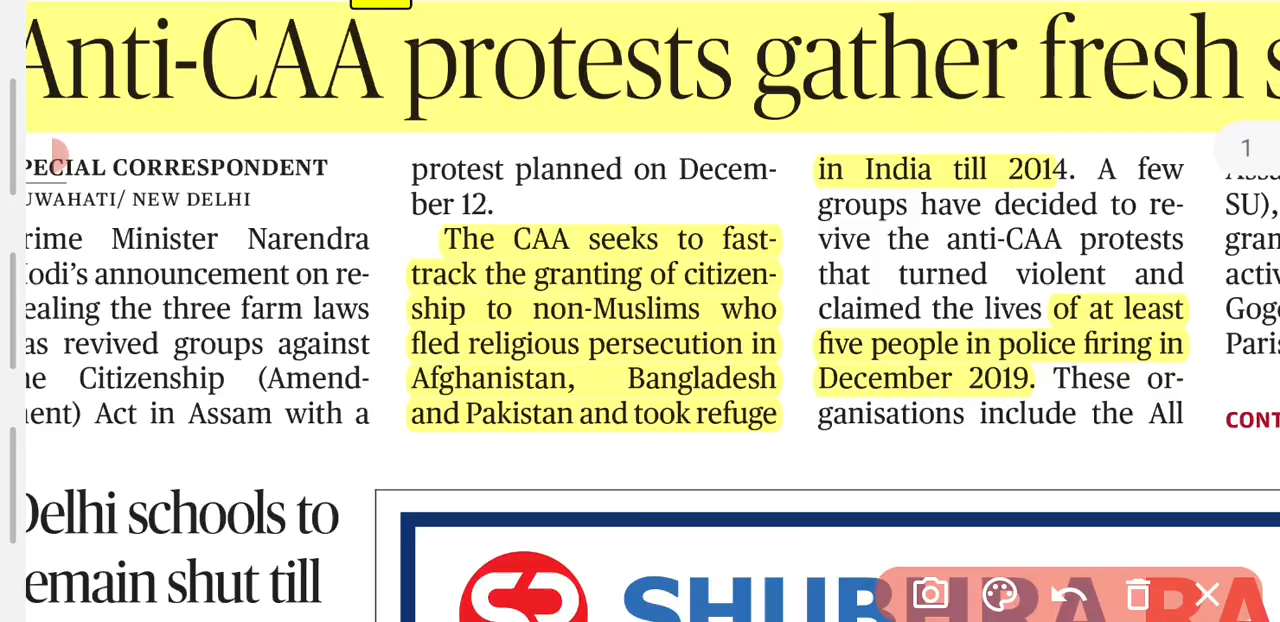 Anti-CAA protests gather fresh
PECIAL CORRESPONDENT
UWAHATI/ NEW DELHI
rime Minister Narendra
odi’s announcement on re-
ealing the three farm laws
as revived groups against
he Citizenship (Amend-
ent) Act in Assam with a
protest planned on Decem-
ber 12.
The CAA seeks to fast-
track the granting of citizen-
ship to non-Muslims who
fled religious persecution in
Afghanistan, Bangladesh
and Pakistan and took refuge
in India till 2014. A few
groups have decided to re-
vive the anti-CAA protests
that turned violent and
claimed the lives of at least
five people in police firing in
December 2019. These or-
ganisations include the All
1
SU),
gran
activ
Gogo
Paris
CONT
Delhi schools to
emain shut till
SHUBHRA RA